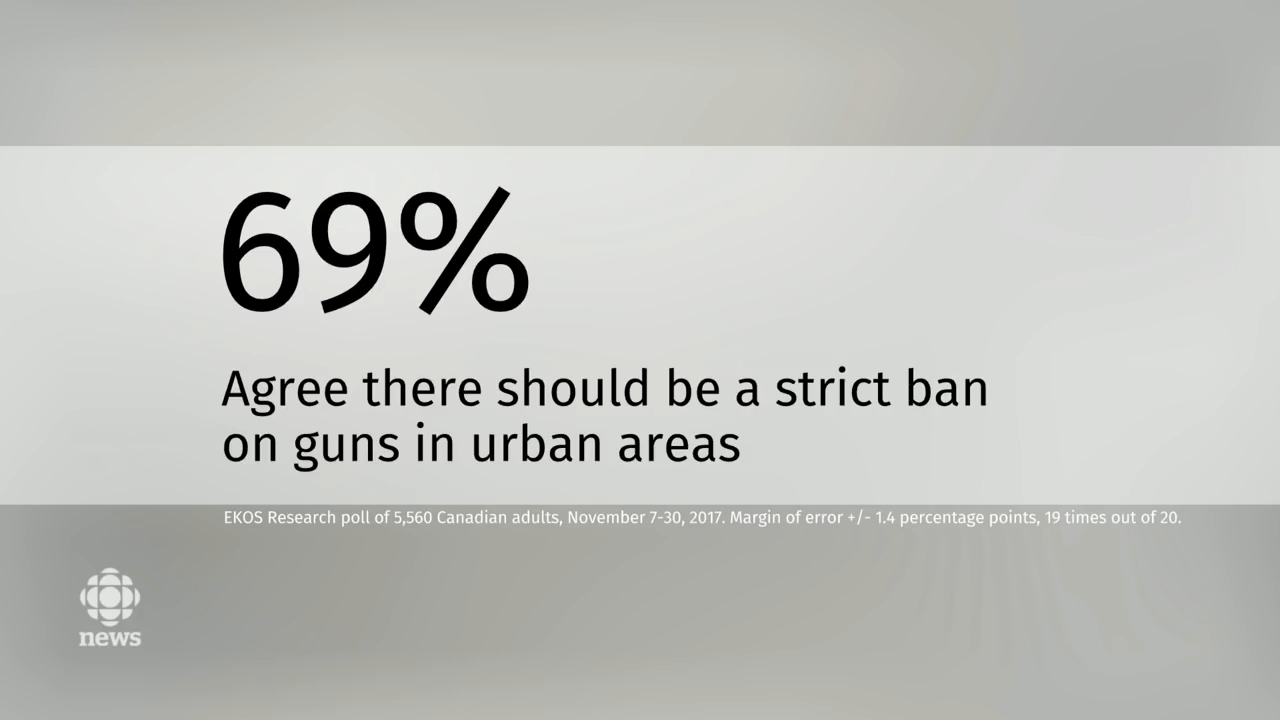 69%
Agree there should be a strict ban
on guns in urban areas
EKOS Research poll of 5,560 Canadian adults, November 7-30, 2017. Margin of error +/- 1.4 percentage points, 19 times out of 20.
news